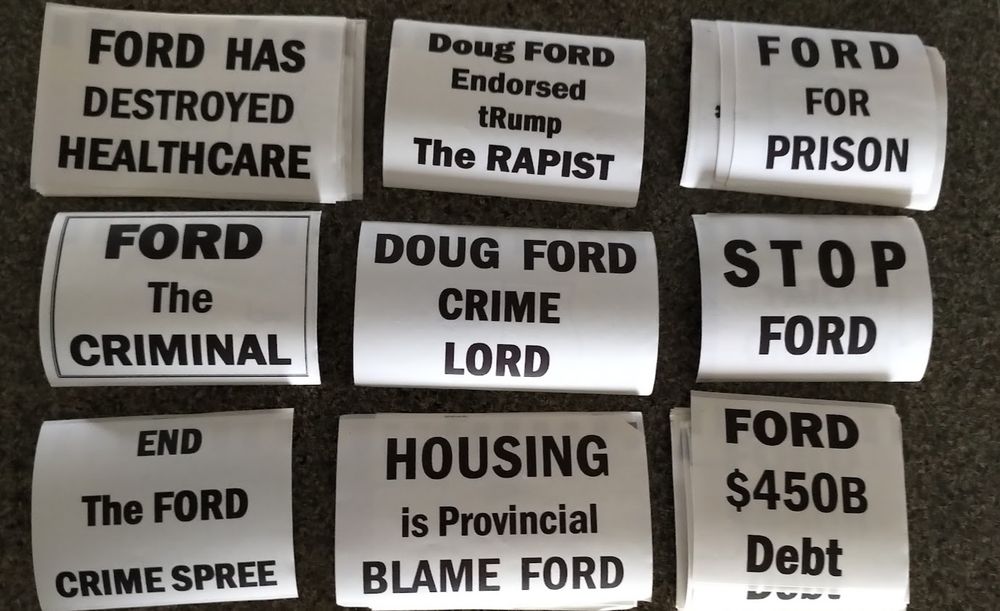 FORD HAS
DESTROYED
HEALTHCARE
Doug FORD
Endorsed
tRump
The RAPIST
FORD
FOR
PRISON
FORD
The
CRIMINAL
DOUG FORD
CRIME
LORD
STOP
FORD
END
The FORD
CRIME SPREE
HOUSING
is Provincial
BLAME FORD
FORD
$450B
Debt